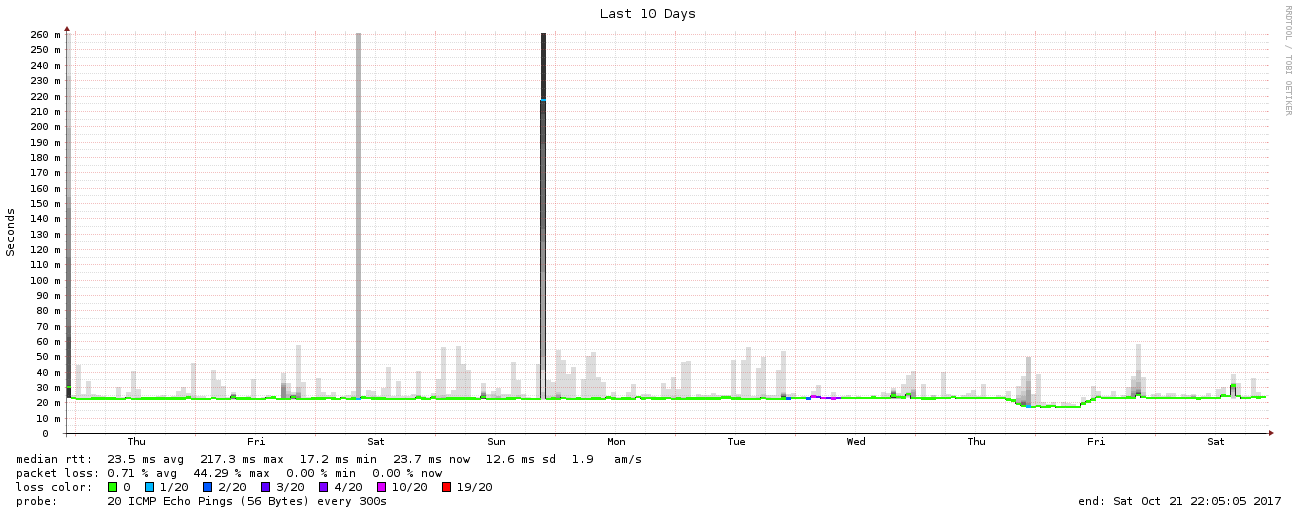 Last 10 Days
RRDTOOL / TOBI OETIKER
Seconds
260 m
250 m
240 m
230 m
220 m
210 m
200 m
190 m
180 m
170 m
160 m
150 m
140 m
130 m
120 m
110 m
100 m
90 m
80 m
70 m
60 m
50 m
40 m
30 m
20 m
10 m
0
Thu Fri Sat Sun Mon Tue Wed Thu Fri Sat
median rtt: 23.5 ms avg 217.3 ms max 17.2 ms min 23.7 ms now 12.6 ms sd 1.9 am/s
packet loss: 0.71 % avg 44.29 % max 0.00 % min 0.00 % now
loss color: 0 1/20 2/20 3/20 4/20 10/20 19/20
probe: 20 ICMP Echo Pings (56 Bytes) every 300s end: Sat Oct 21 22:05:05 2017